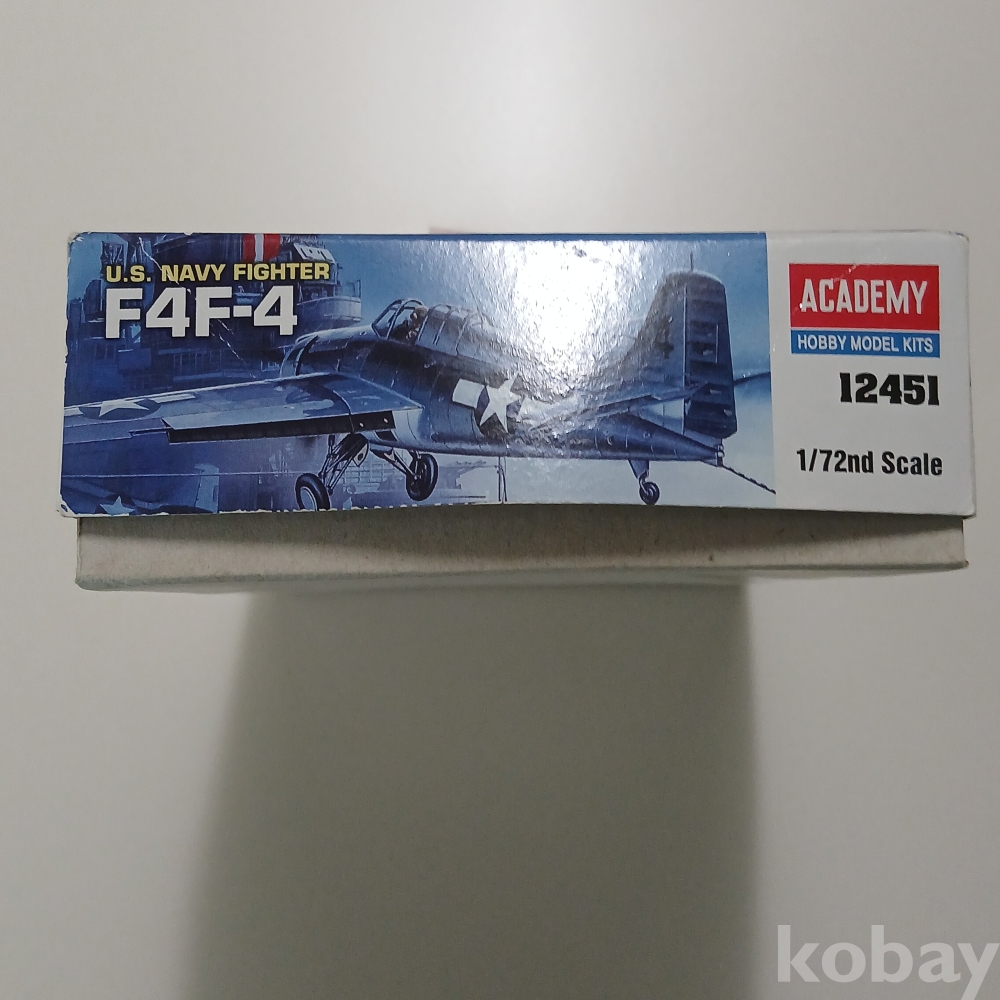 U.S. NAVY FIGHTER
F4F-4
ACADEMY
HOBBY MODEL KITS
12451
1/72nd Scale
kobay